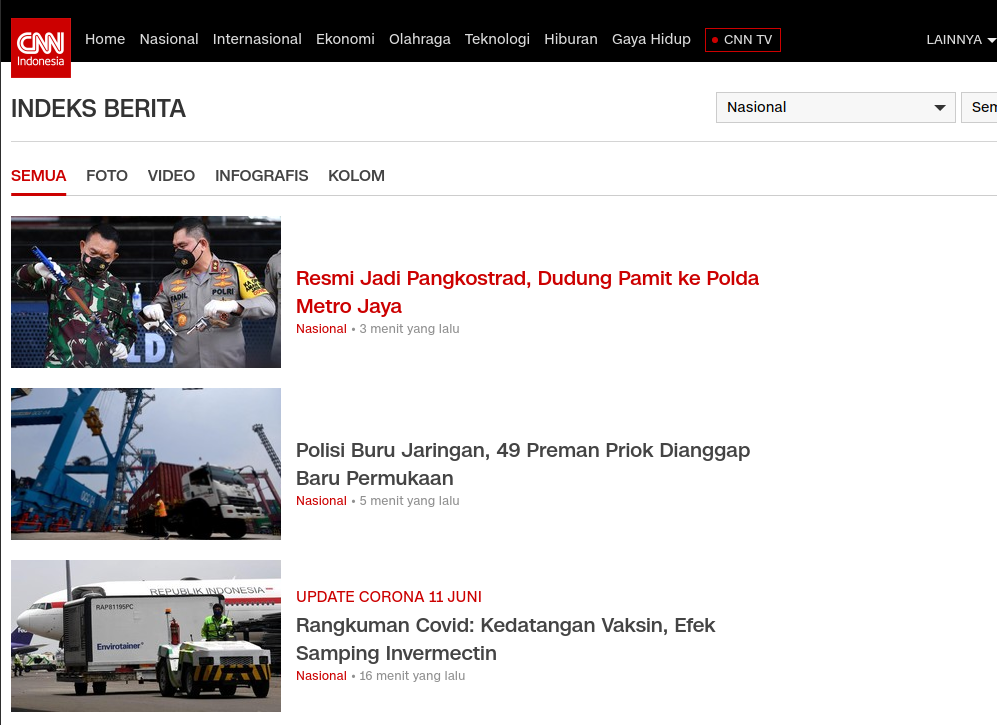 CNN
Indonesia
Home Nasional Internasional Ekonomi Olahraga Teknologi Hiburan Gaya Hidup CNN TV LAINNYA
INDEKS BERITA
Nasional
Sem
SEMUA FOTO VIDEO INFOGRAFIS KOLOM
FADIL POLRI
LDA
Resmi Jadi Pangkostrad, Dudung Pamit ke Polda
Metro Jaya
Nasional • 3 menit yang lalu
Polisi Buru Jaringan, 49 Preman Priok Dianggap
Baru Permukaan
Nasional • 5 menit yang lalu
REPUBLIK INDONESIA
RAP81195PC
Envirotainer
UPDATE CORONA 11 JUNI
Rangkuman Covid: Kedatangan Vaksin, Efek
Samping Invermectin
Nasional • 16 menit yang lalu